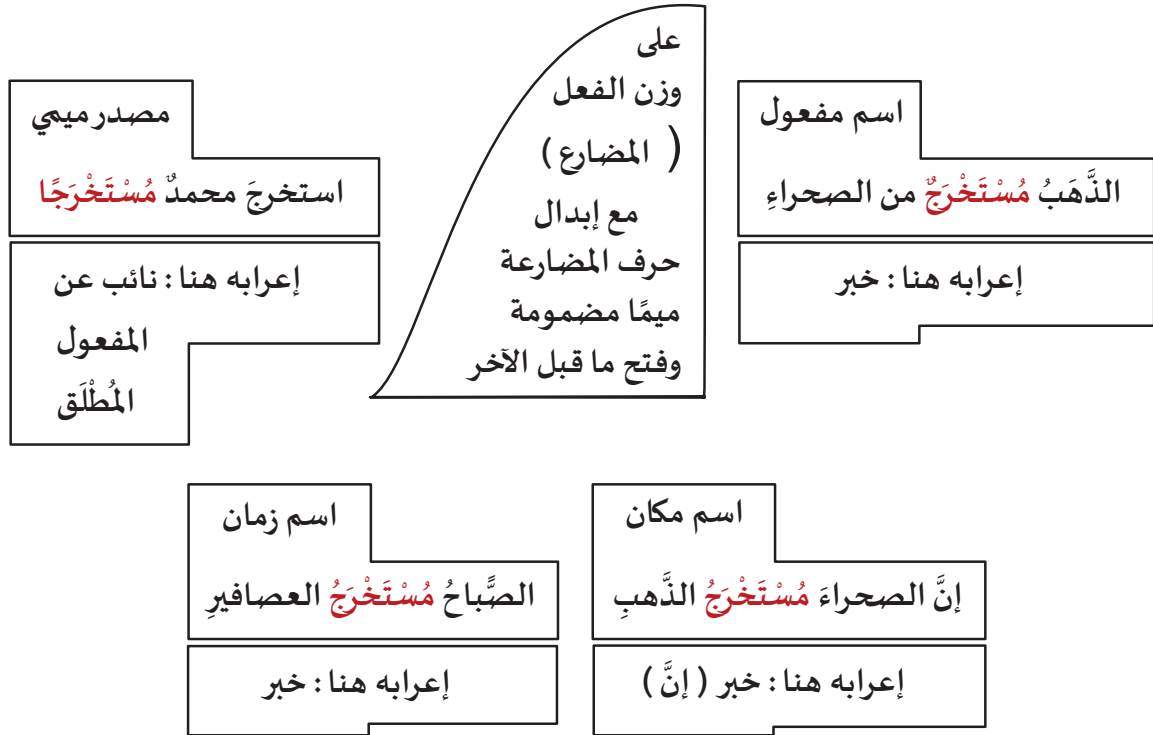 اسم مفعول
الذَّهَبُ مُسْتَخْرَجٌ من الصحراءِ
إعرابه هنا : خبر
على
وزن الفعل
( المضارع )
مع إبدال
حرف المضارعة
ميمًا مضمومة
وفتح ما قبل الآخر
مصدر ميمي
استخرجَ محمدٌ مُسْتَخْرَجًا
إعرابه هنا : نائب عن
المفعول
المُطْلَق
اسم مكان
إنَّ الصحراءَ مُسْتَخْرَجُ الذَّهبِ
إعرابه هنا : خبر ( إنَّ )
اسم زمان
الصًّباحُ مُسْتَخْرَجُ العصافيرِ
إعرابه هنا : خبر